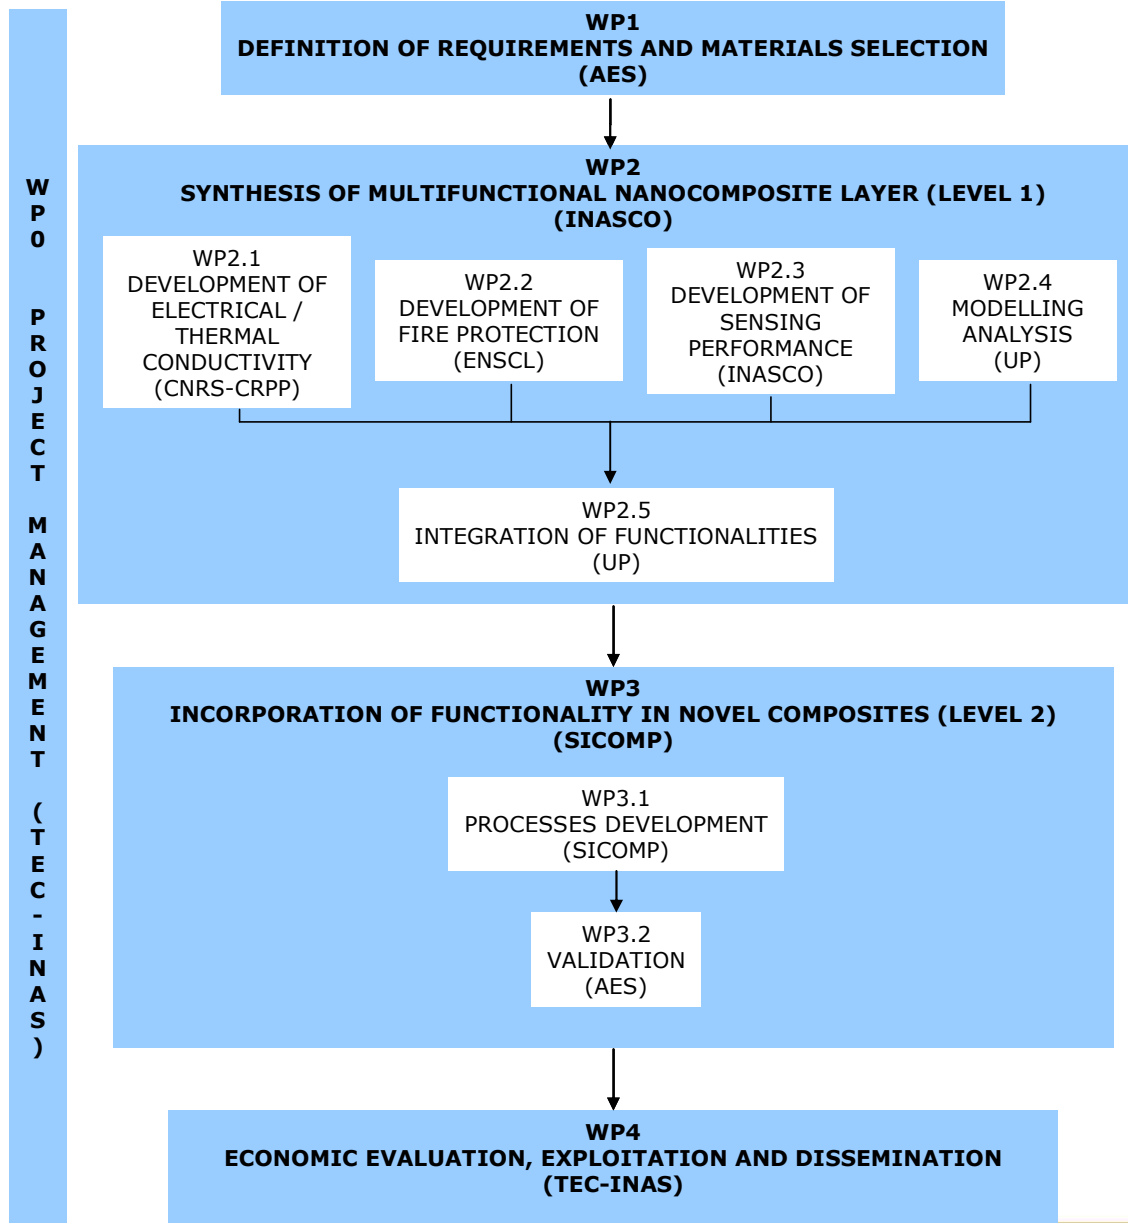 WP0 PROJECT MANAGEMENT (TEC-INAS)
WP1
DEFINITION OF REQUIREMENTS AND MATERIALS SELECTION
(AES)
WP2
SYNTHESIS OF MULTIFUNCTIONAL NANOCOMPOSITE LAYER (LEVEL 1)
(INASCO)
WP2.1
DEVELOPMENT OF
ELECTRICAL /
THERMAL
CONDUCTIVITY
(CNRS-CRPP)
WP2.2
DEVELOPMENT OF
FIRE PROTECTION
(ENSCL)
WP2.3
DEVELOPMENT OF
SENSING
PERFORMANCE
(INASCO)
WP2.4
MODELLING
ANALYSIS
(UP)
WP2.5
INTEGRATION OF FUNCTIONALITIES
(UP)
WP3
INCORPORATION OF FUNCTIONALITY IN NOVEL COMPOSITES (LEVEL 2)
(SICOMP)
WP3.1
PROCESSES DEVELOPMENT
(SICOMP)
WP3.2
VALIDATION
(AES)
WP4
ECONOMIC EVALUATION, EXPLOITATION AND DISSEMINATION
(TEC-INAS)